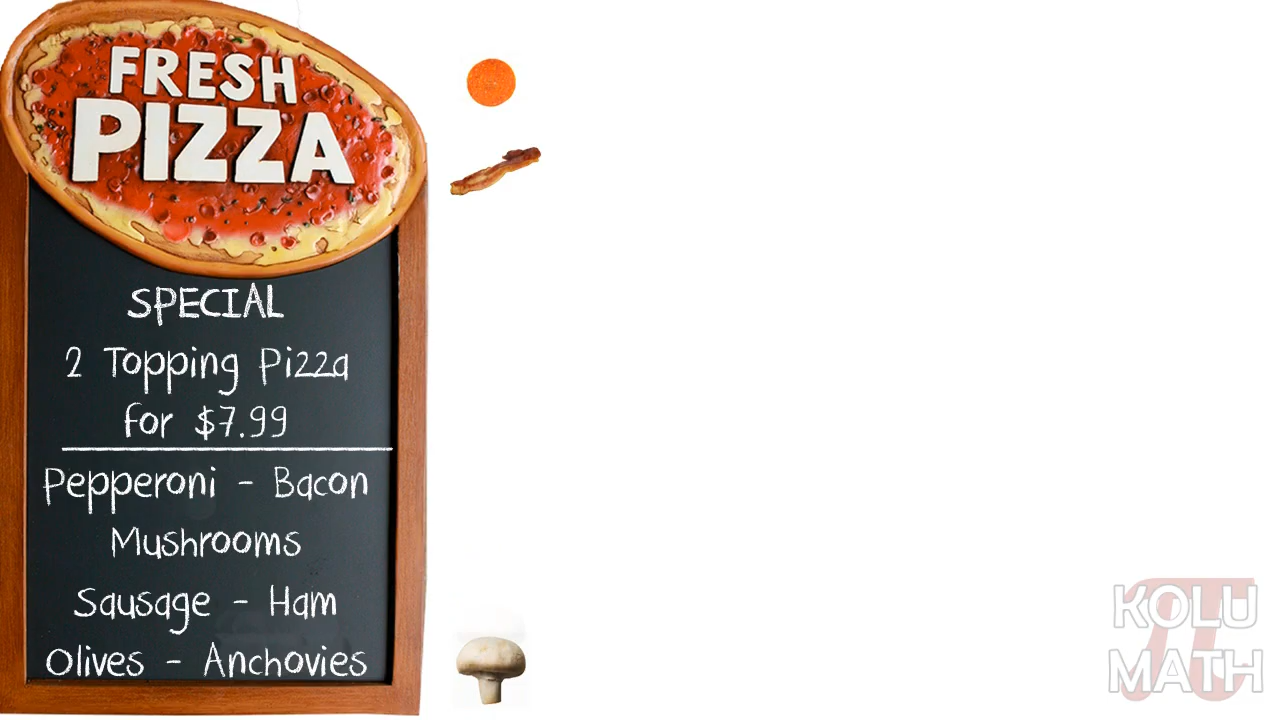 FRESH
PIZZA
SPECIAL
2 Topping Pizza
for $7.99
Pepperoni - Bacon
Mushrooms
Sausage - Ham
Olives - Anchovies
KOLU
MATH